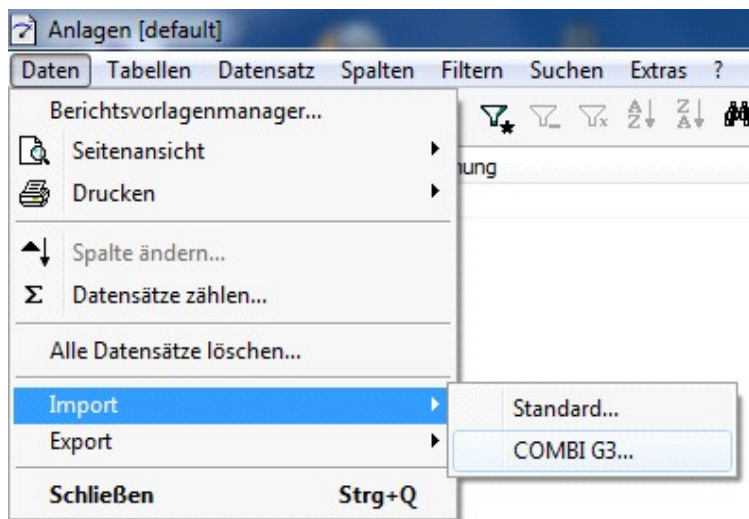 Anlagen [default]
Daten Tabellen Datensatz Spalten Filtern Suchen Extras ?
Berichtsvorlagenmanager...
Seitenansicht
nung
Drucken
Spalte ändern...
Σ Datensätze zählen...
Alle Datensätze löschen...
Import
Standard...
Export
COMBI G3...
Schließen Strg+Q